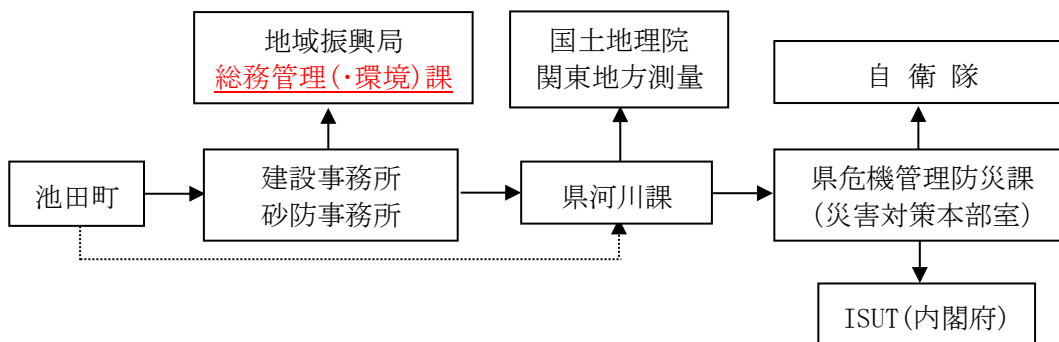 地域振興局
総務管理(・環境)課
国土地理院
関東地方測量
自 衛 隊
池田町
建設事務所
砂防事務所
県河川課
県危機管理防災課
(災害対策本部室)
ISUT(内閣府)